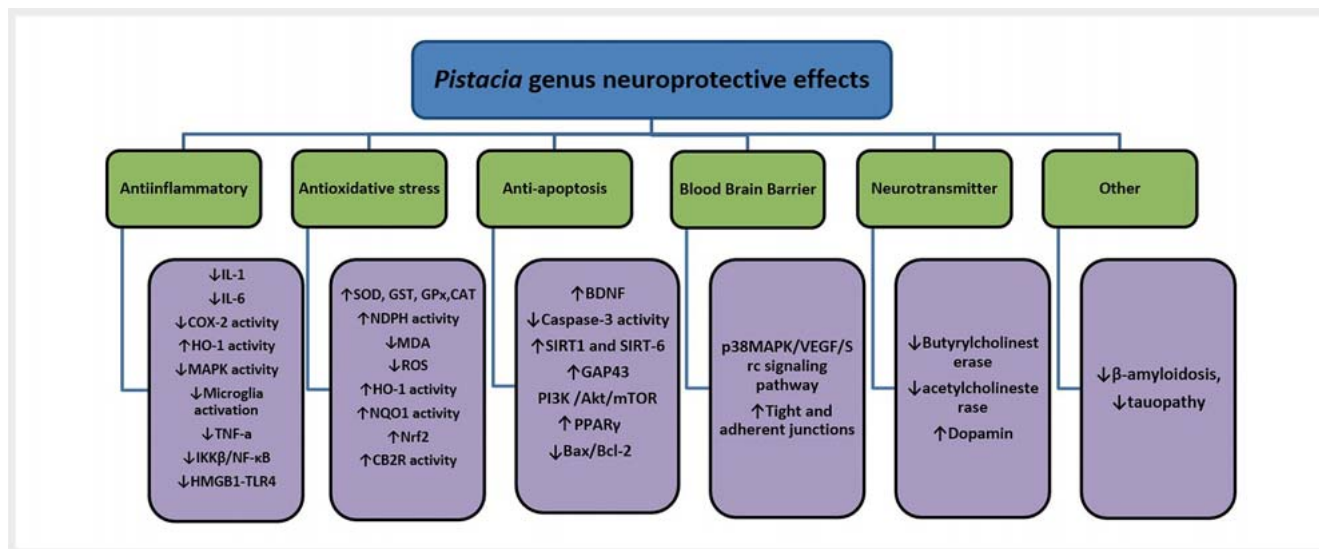 Pistacia genus neuroprotective effects
Antiinflammatory
Antioxidative stress
Anti-apoptosis
Blood Brain Barrier
Neurotransmitter
Other
↓IL-1
↓IL-6
↓COX-2 activity
↑HO-1 activity
↓MAPK activity
↓Microglia
activation
↓TNF-a
↓IKKβ/NF-κB
↓HMGB1-TLR4
↑SOD, GST, GPx,CAT
↑NDPH activity
↓MDA
↓ROS
↑HO-1 activity
↑NQO1 activity
↑Nrf2
↑CB2R activity
↑BDNF
↓Caspase-3 activity
↑SIRT1 and SIRT-6
↑GAP43
PI3K /Akt/mTOR
↑PPARγ
↓Bax/Bcl-2
p38MAPK/VEGF/S
rc signaling
pathway
↑Tight and
adherent junctions
↓Butyrylcholinest
erase
↓acetylcholineste
rase
↑Dopamin
↓β-amyloidosis,
↓tauopathy